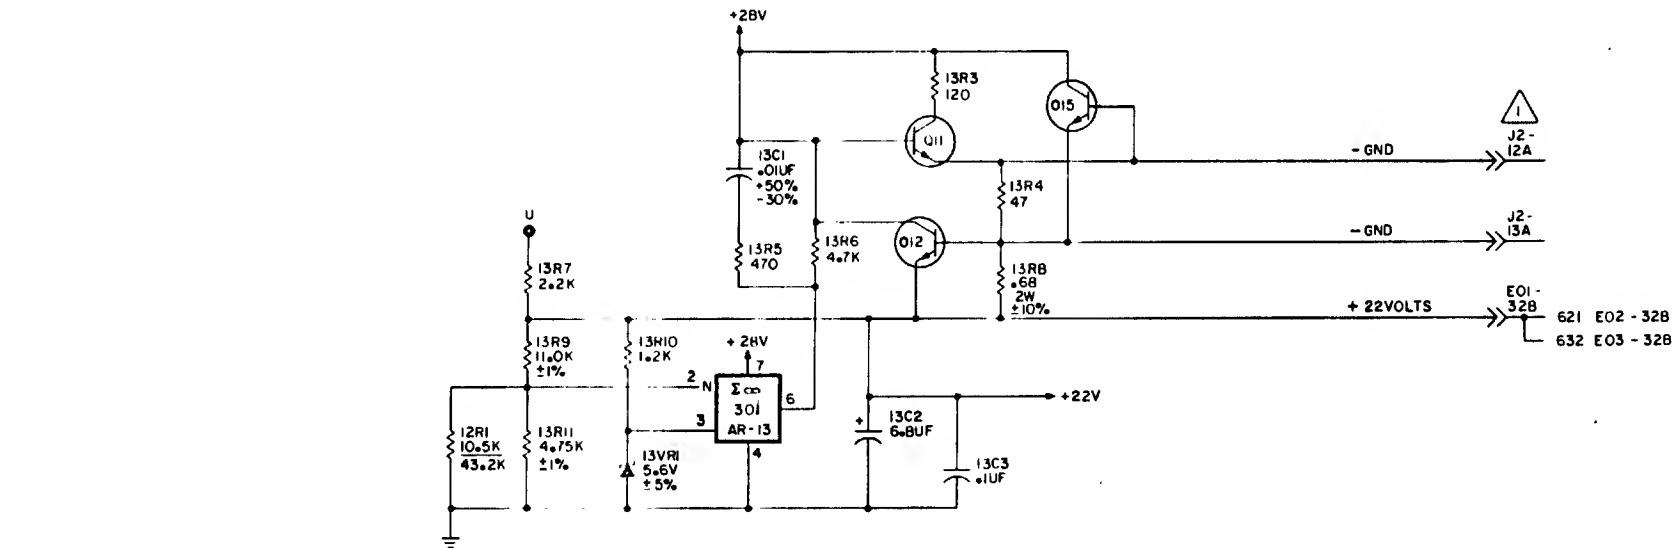 +28V
13R3
120
Q15
1
J2-
12A
Q11
-GND
13C1
.01UF
+50%
-30%
13R4
47
U
J2-
13A
-GND
Q12
13R5
470
13R6
4.7K
13R7
2.2K
13R8
.68
2W
±10%
E01-
32B
+ 22VOLTS
621 E02 - 32B
632 E03 - 32B
13R9
11.0K
±1%
13R10
1.2K
+28V
7
2 N
Σ∞
301
AR-13
6
3
4
+22V
12R1
10.5K
43.2K
13R11
4.75K
±1%
13VR1
5.6V
±5%
+
13C2
6.8UF
13C3
.1UF